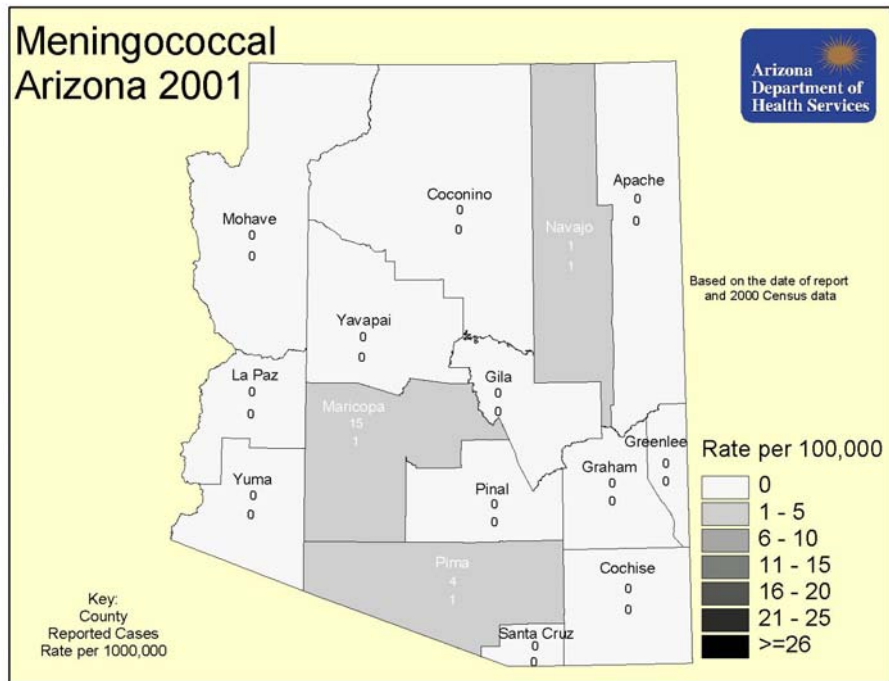 Meningococcal
Arizona 2001
Arizona
Department of
Health Services
Mohave
0
0
Coconino
0
0
Navajo
1
1
Apache
0
0
Based on the date of report
and 2000 Census data
Yavapai
0
0
La Paz
0
0
Maricopa
15
1
Gila
0
0
Yuma
0
0
Pinal
0
0
Graham
0
0
Greenlee
0
0
Pima
4
1
Cochise
0
0
Santa Cruz
0
0
Key:
County
Reported Cases
Rate per 1000,000
Rate per 100,000
0
1 - 5
6 - 10
11 - 15
16 - 20
21 - 25
>=26